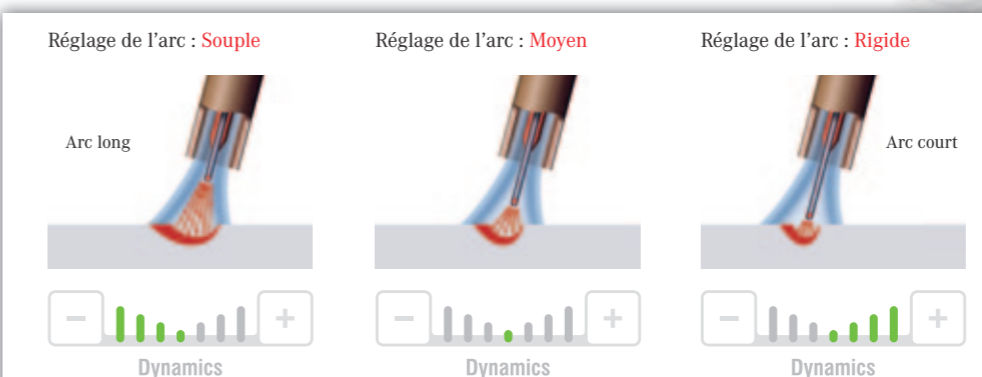 Réglage de l'arc : Souple
Réglage de l'arc : Moyen
Réglage de l'arc : Rigide
Arc long
Arc court
− +
− +
− +
Dynamics
Dynamics
Dynamics